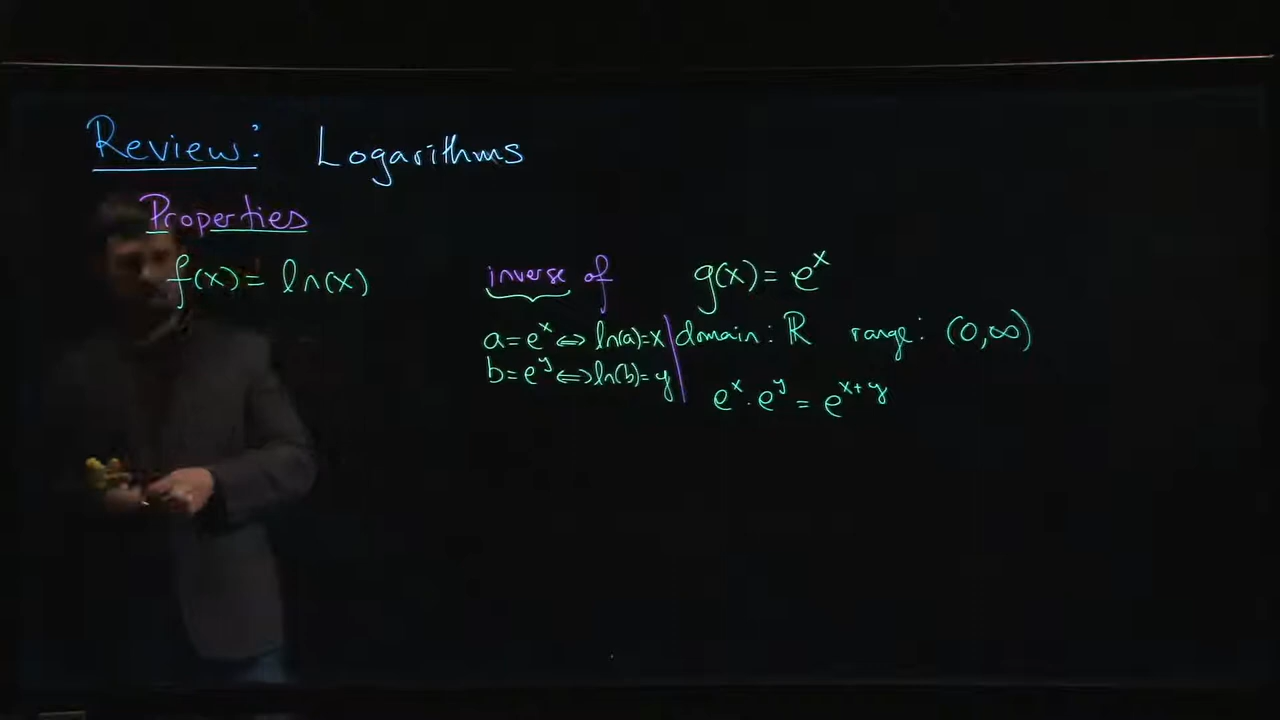 Review: Logarithms
Properties
f(x) = ln(x) inverse of g(x) = e^x
a = e^x ⇔ ln(a) = x | domain: ℝ range: (0,∞)
b = e^y ⇔ ln(b) = y
e^x · e^y = e^{x+y}